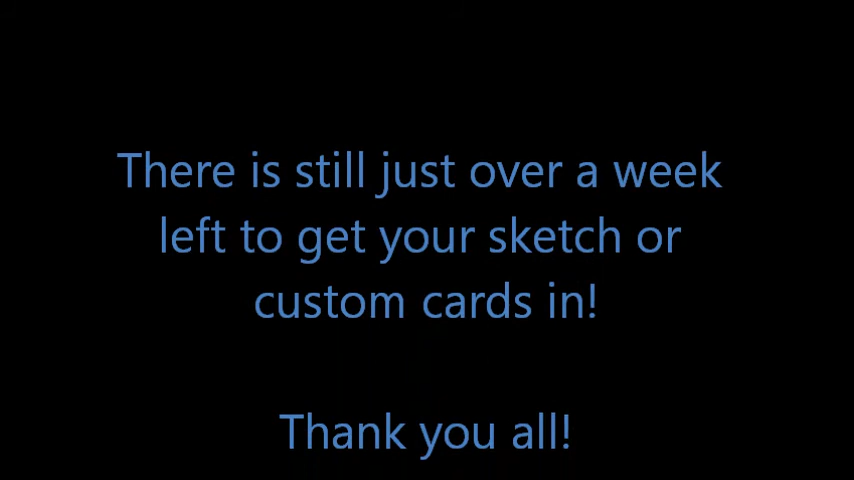 There is still just over a week
left to get your sketch or
custom cards in!
Thank you all!